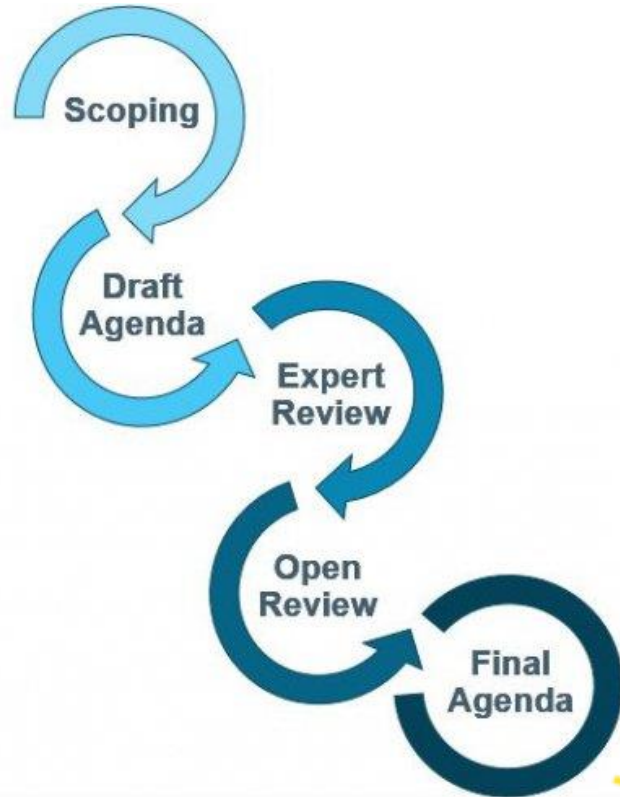 Scoping
Draft
Agenda
Expert
Review
Open
Review
Final
Agenda